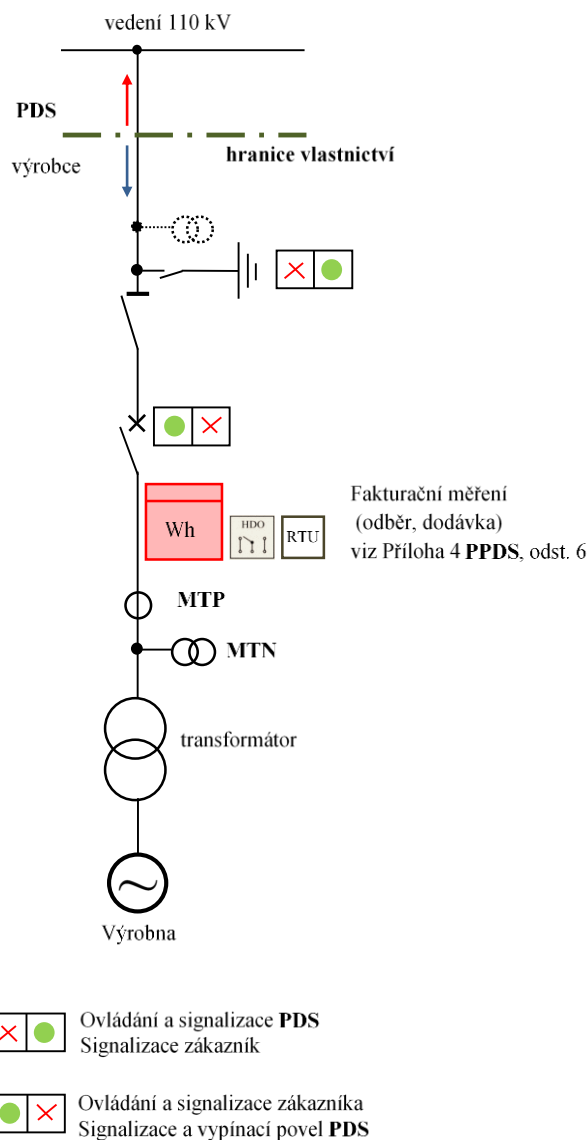 vedení 110 kV
PDS
hranice vlastnictví
výrobce
Fakturační měření
(odběr, dodávka)
viz Příloha 4 PPDS, odst. 6
Wh
HDO
RTU
MTP
MTN
transformátor
Výrobna
Ovládání a signalizace PDS
Signalizace zákazník
Ovládání a signalizace zákazníka
Signalizace a vypínací povel PDS